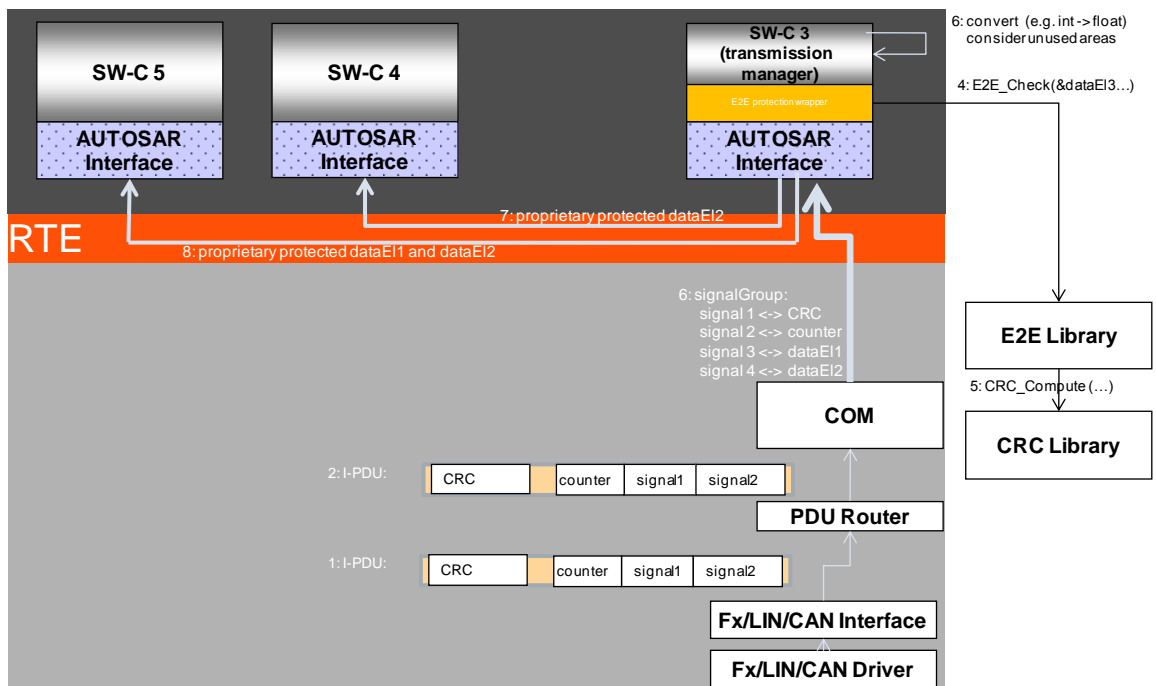 SW-C 5
AUTOSAR
Interface
SW-C 4
AUTOSAR
Interface
SW-C 3
(transmission
manager)
E2E protection wrapper
AUTOSAR
Interface
6: convert (e.g. int->float)
consider unused areas
4: E2E_Check(&dataEl3…)
7: proprietary protected dataEl2
RTE
8: proprietary protected dataEl1 and dataEl2
6: signalGroup:
signal 1 <-> CRC
signal 2 <-> counter
signal 3 <-> dataEl1
signal 4 <-> dataEl2
E2E Library
5: CRC_Compute (…)
CRC Library
COM
2: I-PDU:
CRC
counter
signal1
signal2
PDU Router
1: I-PDU:
CRC
counter
signal1
signal2
Fx/LIN/CAN Interface
Fx/LIN/CAN Driver